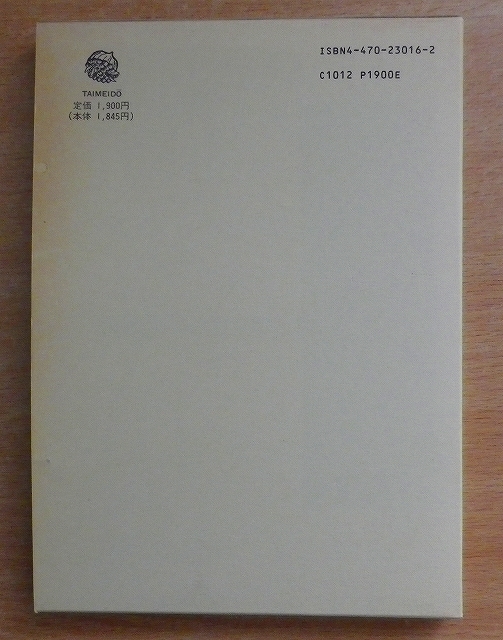 ISBN4-470-23016-2
C1012 P1900E
TAIMEIDŌ
定価 1,900円
(本体 1,845円)